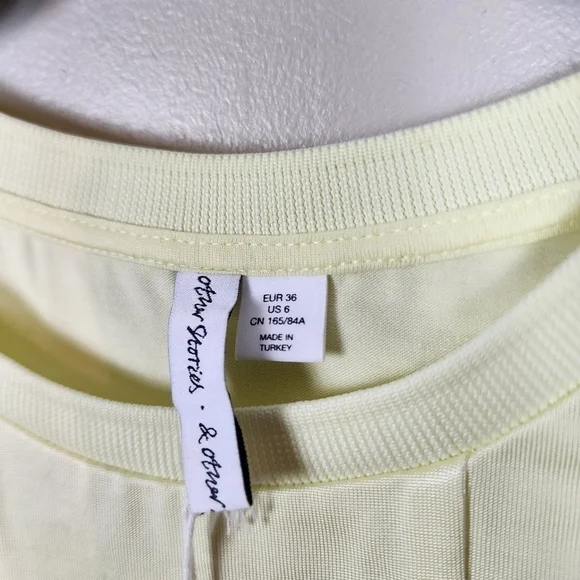 other Stories · & other
EUR 36
US 6
CN 165/84A
MADE IN
TURKEY